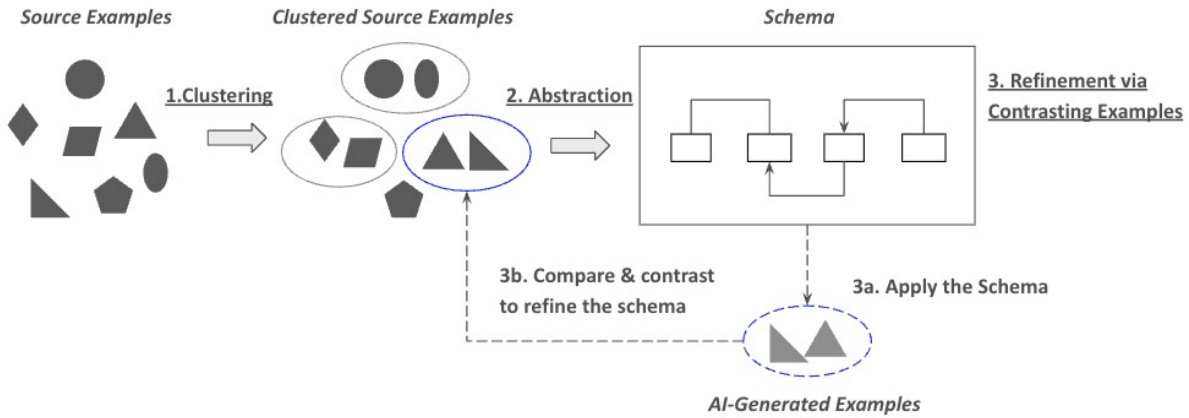 Source Examples
Clustered Source Examples
Schema
1.Clustering
2. Abstraction
3. Refinement via
Contrasting Examples
3b. Compare & contrast
to refine the schema
3a. Apply the Schema
AI-Generated Examples